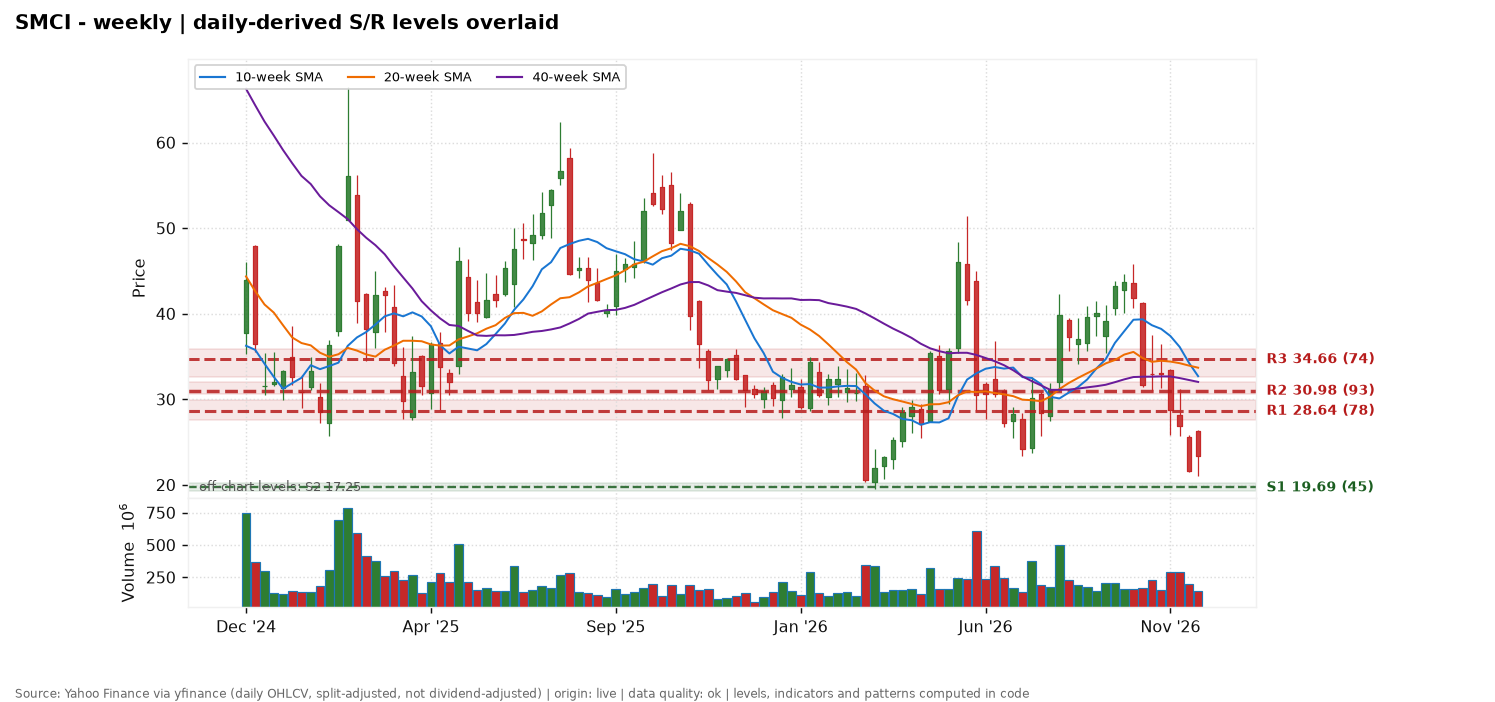 SMCI - weekly | daily-derived S/R levels overlaid
10-week SMA
20-week SMA
40-week SMA
Price
60
50
40
30
20
R3 34.66 (74)
R2 30.98 (93)
R1 28.64 (78)
S1 19.69 (45)
off-chart levels: S2 17.25
Volume 10⁶
750
500
250
Dec '24
Apr '25
Sep '25
Jan '26
Jun '26
Nov '26
Source: Yahoo Finance via yfinance (daily OHLCV, split-adjusted, not dividend-adjusted) | origin: live | data quality: ok | levels, indicators and patterns computed in code